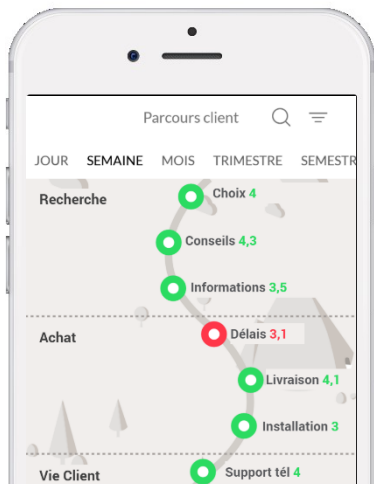 Parcours client
JOUR SEMAINE MOIS TRIMESTRE SEMESTR
Recherche
Choix 4
Conseils 4,3
Informations 3,5
Achat
Délais 3,1
Livraison 4,1
Installation 3
Vie Client
Support tél 4